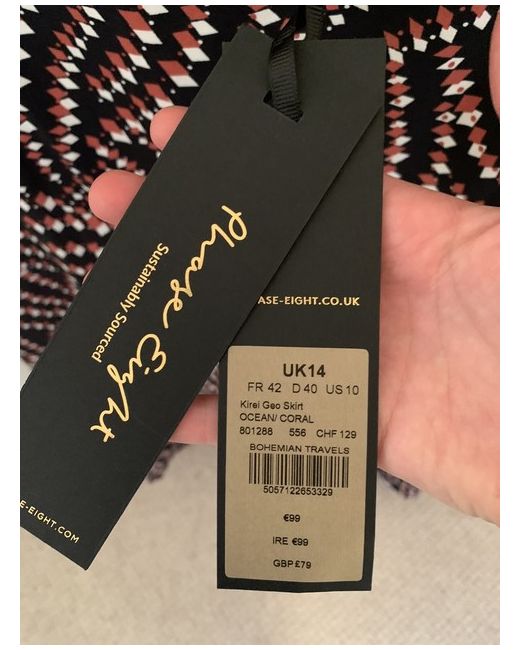 Phase Eight
Sustainably Sourced
E-EIGHT.COM
ASE-EIGHT.CO.UK
UK14
FR 42 D 40 US 10
Kirei Geo Skirt
OCEAN/ CORAL
801288 556 CHF 129
BOHEMIAN TRAVELS
5057122653329
€99
IRE €99
GBP £79